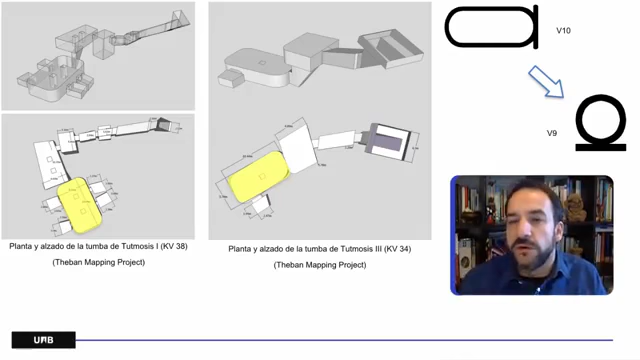 Planta y alzado de la tumba de Tutmosis I (KV 38)
(Theban Mapping Project)
Planta y alzado de la tumba de Tutmosis III (KV 34)
(Theban Mapping Project)
V10
V9
UAB